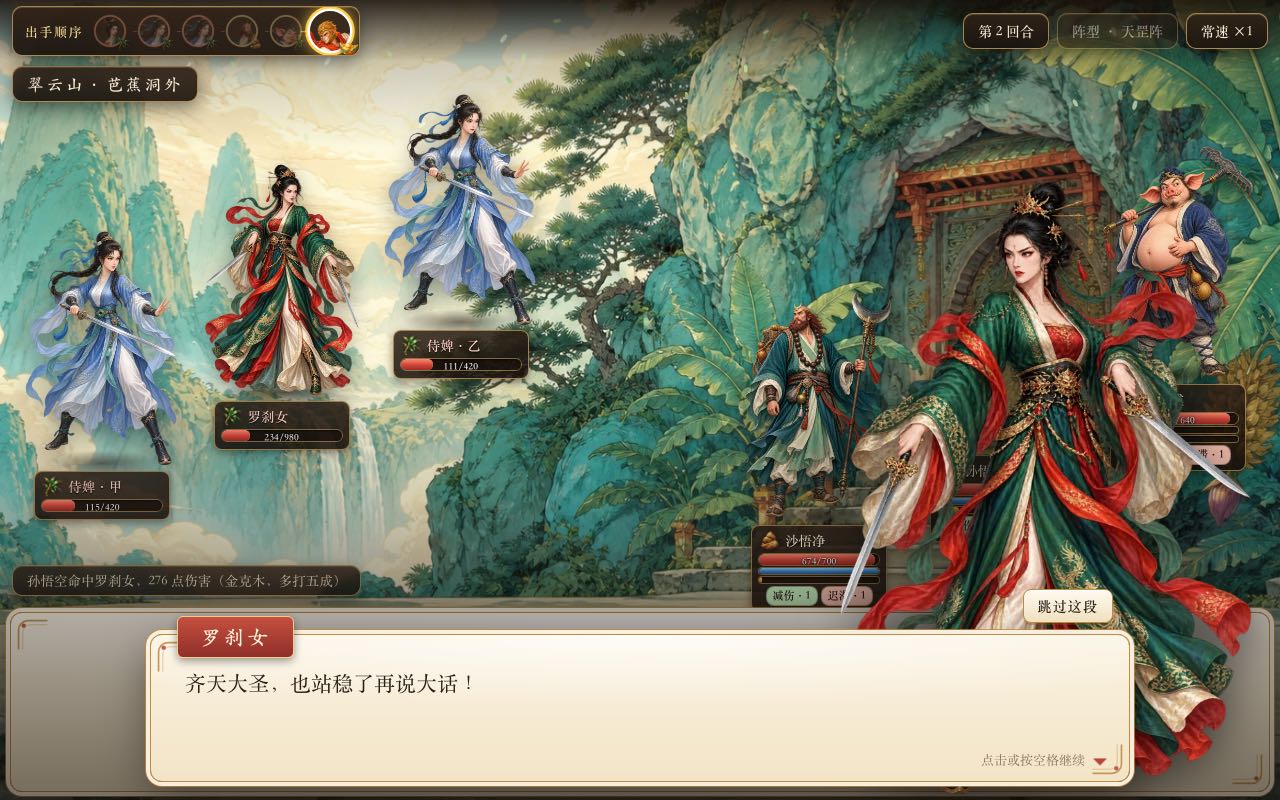 出手顺序
第 2 回合
阵型 · 天罡阵
常速 ×1
翠云山 · 芭蕉洞外
侍婢 · 乙
111/420
罗刹女
234/980
侍婢 · 甲
115/420
/640
沙悟净
674/700
减伤 · 1
孙悟空命中罗刹女，276 点伤害（金克木，多打五成）
跳过这段
罗刹女
齐天大圣，也站稳了再说大话！
点击或按空格继续